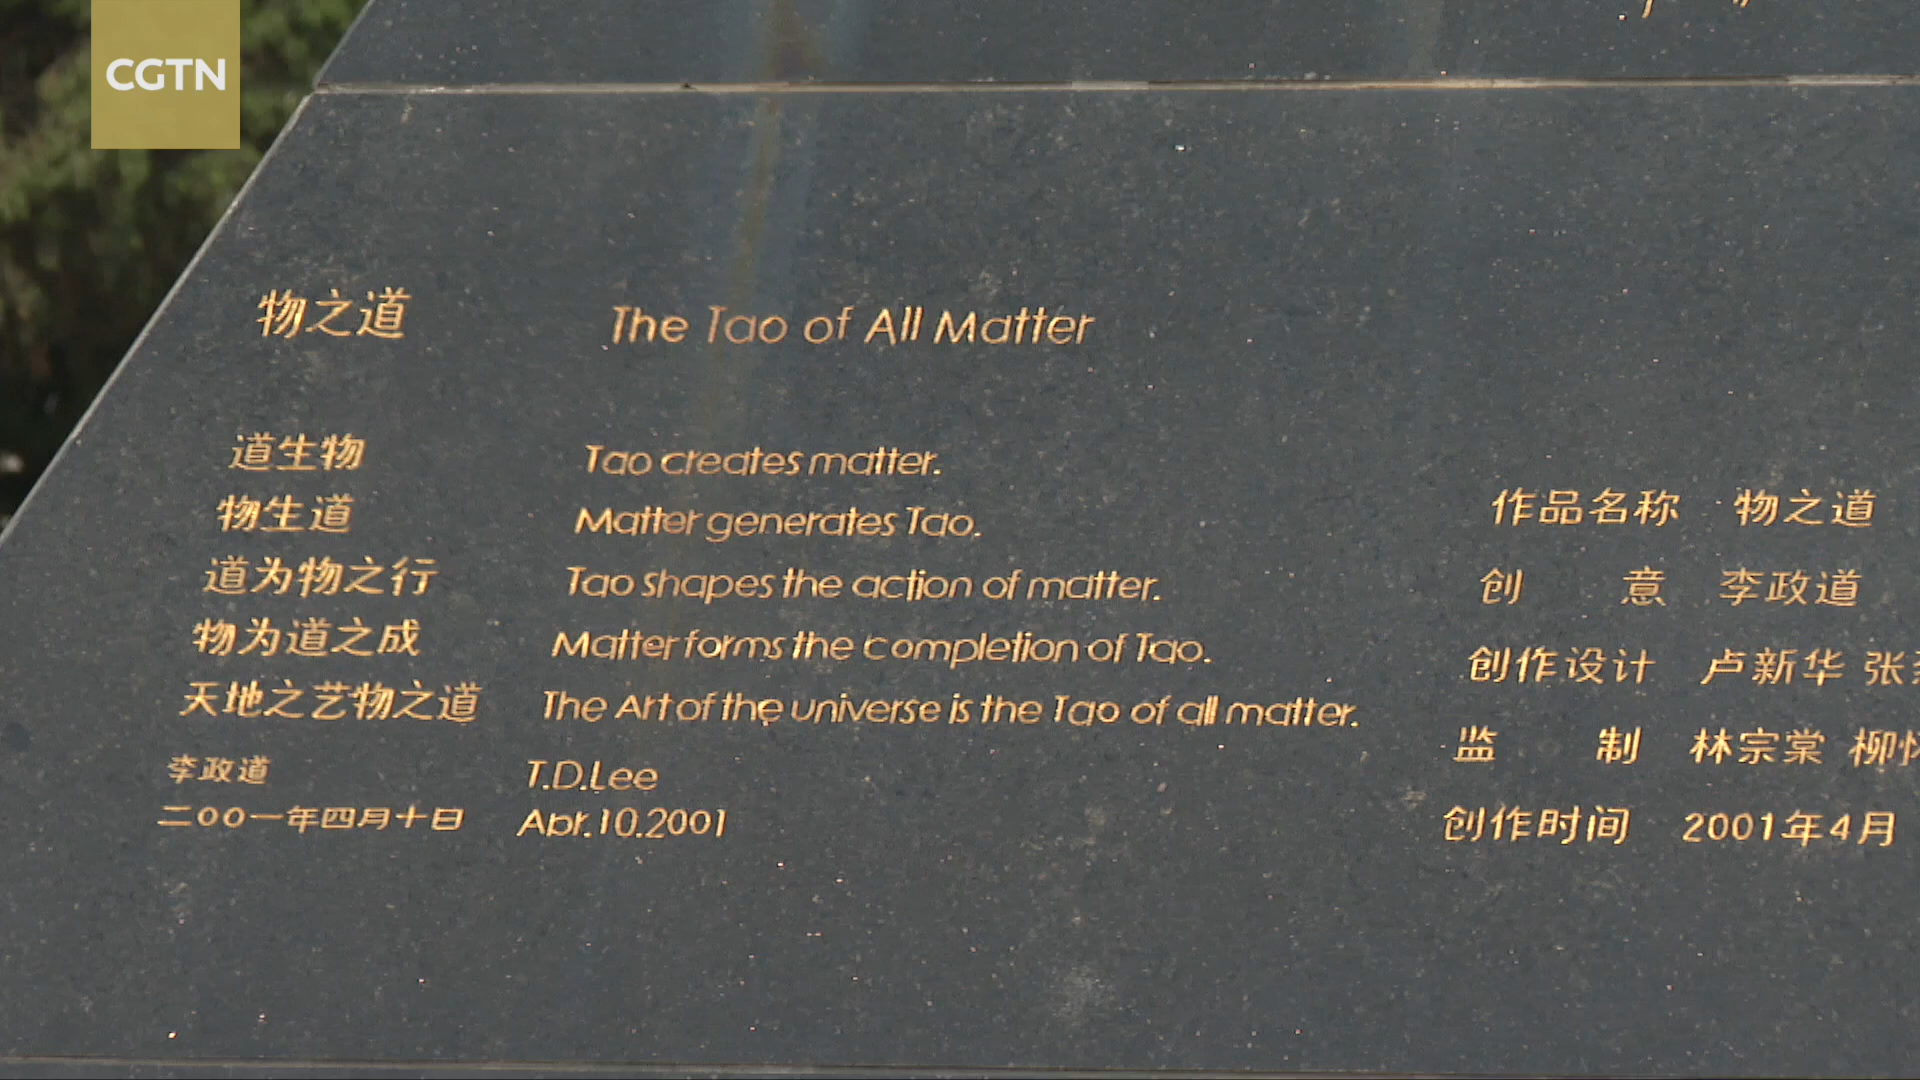 CGTN
物之道 The Tao of All Matter
道生物 Tao creates matter.
物生道 Matter generates Tao.
道为物之行 Tao shapes the action of matter.
物为道之成 Matter forms the completion of Tao.
天地之艺物之道 The Art of the universe is the Tao of all matter.
李政道 T.D.Lee
二〇〇一年四月十日 Apr.10.2001
作品名称 物之道
创 意 李政道
创作设计 卢新华 张
监 制 林宗棠 柳怀
创作时间 2001年4月